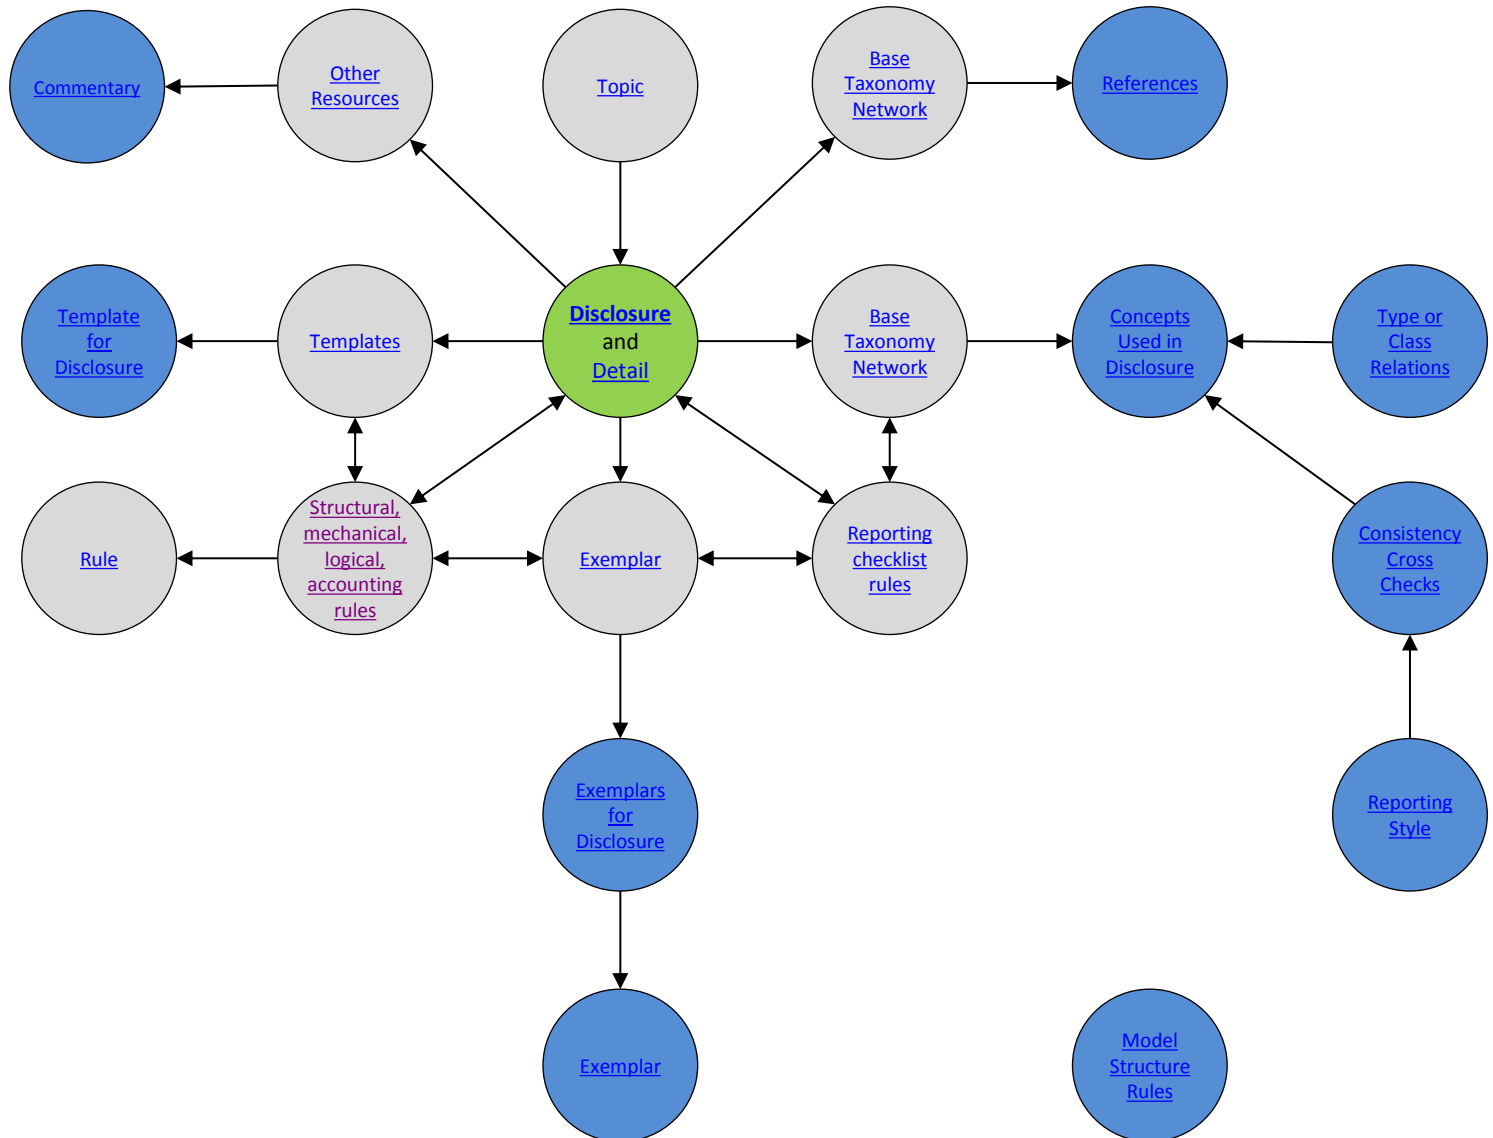 Commentary
Other
Resources
Topic
Base
Taxonomy
Network
References
Template
for
Disclosure
Templates
Disclosure
and
Detail
Base
Taxonomy
Network
Concepts
Used in
Disclosure
Type or
Class
Relations
Rule
Structural,
mechanical,
logical,
accounting
rules
Exemplar
Reporting
checklist
rules
Consistency
Cross
Checks
Exemplars
for
Disclosure
Reporting
Style
Exemplar
Model
Structure
Rules